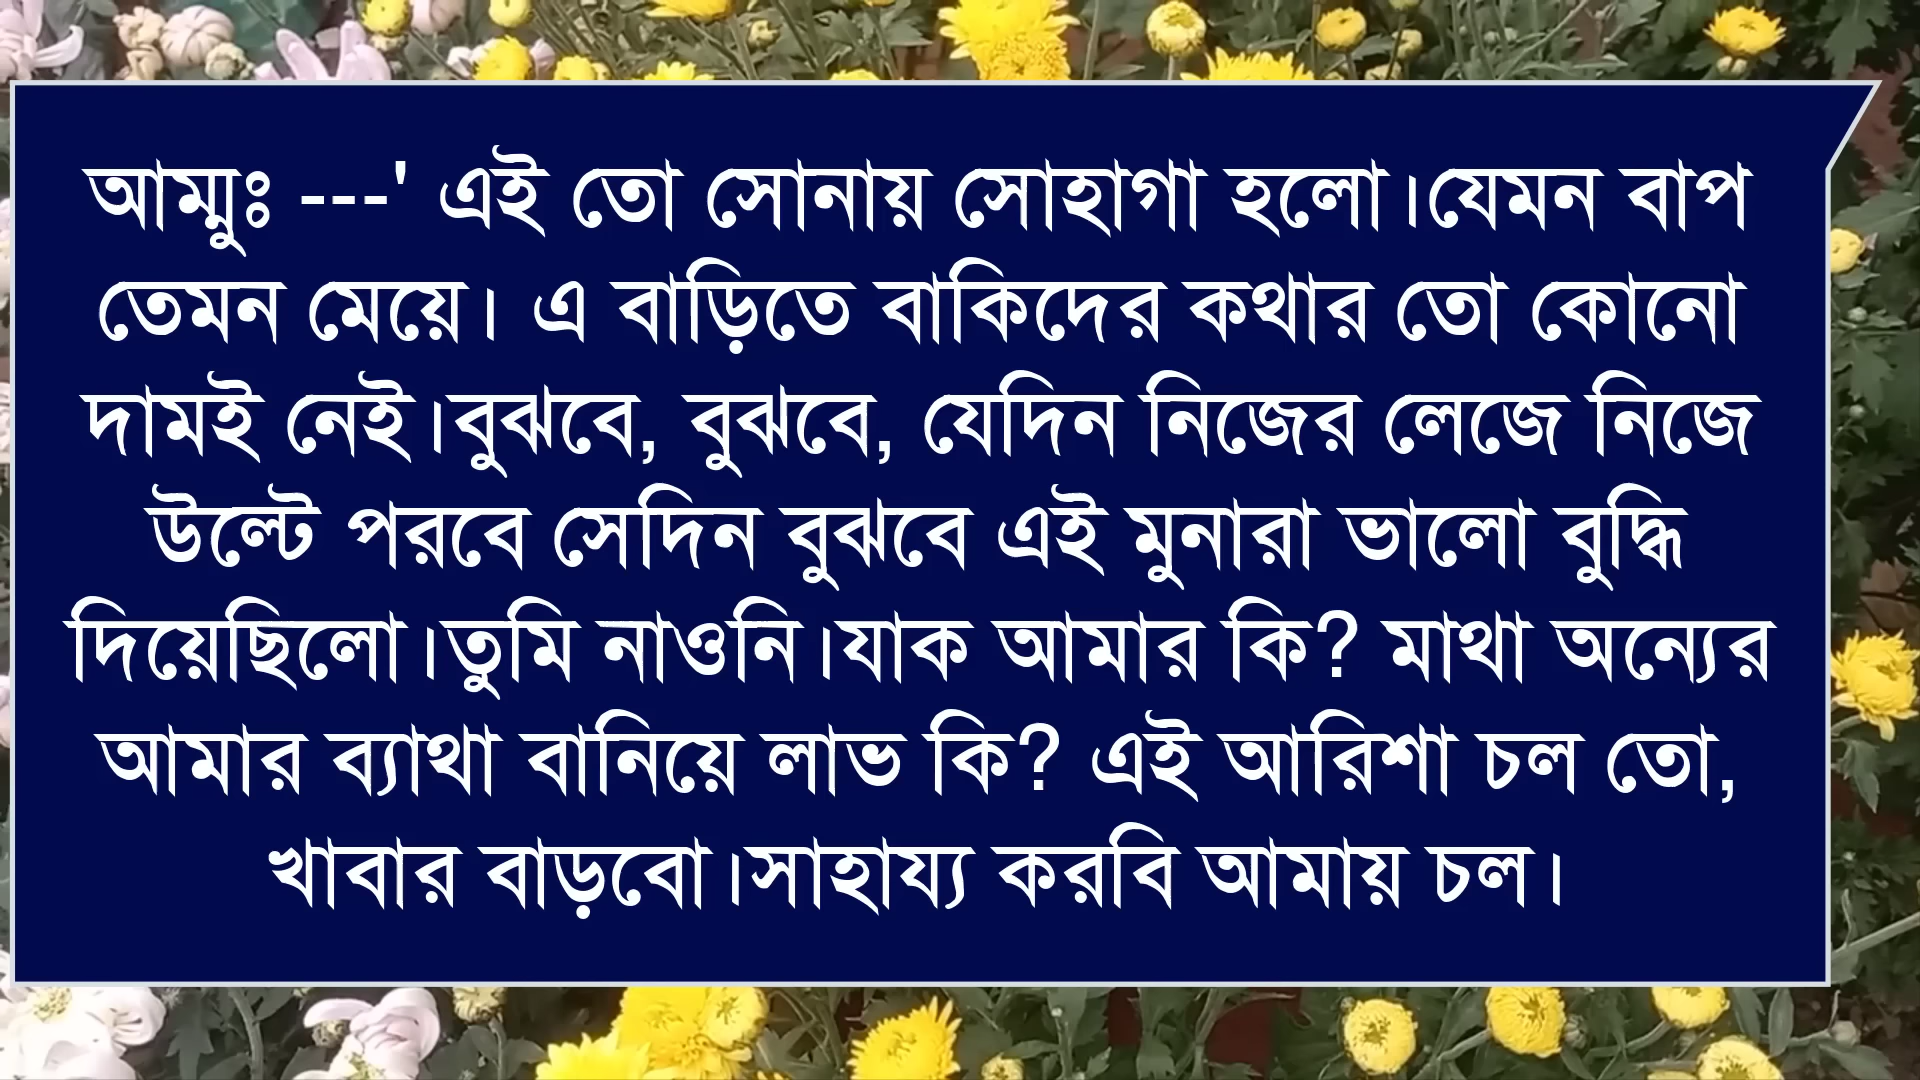 আম্মুঃ ---' এই তো সোনায় সোহাগা হলো।যেমন বাপ
তেমন মেয়ে। এ বাড়িতে বাকিদের কথার তো কোনো
দামই নেই।বুঝবে, বুঝবে, যেদিন নিজের লেজে নিজে
উল্টে পরবে সেদিন বুঝবে এই মুনারা ভালো বুদ্ধি
দিয়েছিলো।তুমি নাওনি।যাক আমার কি? মাথা অন্যের
আমার ব্যাথা বানিয়ে লাভ কি? এই আরিশা চল তো,
খাবার বাড়বো।সাহায্য করবি আমায় চল।